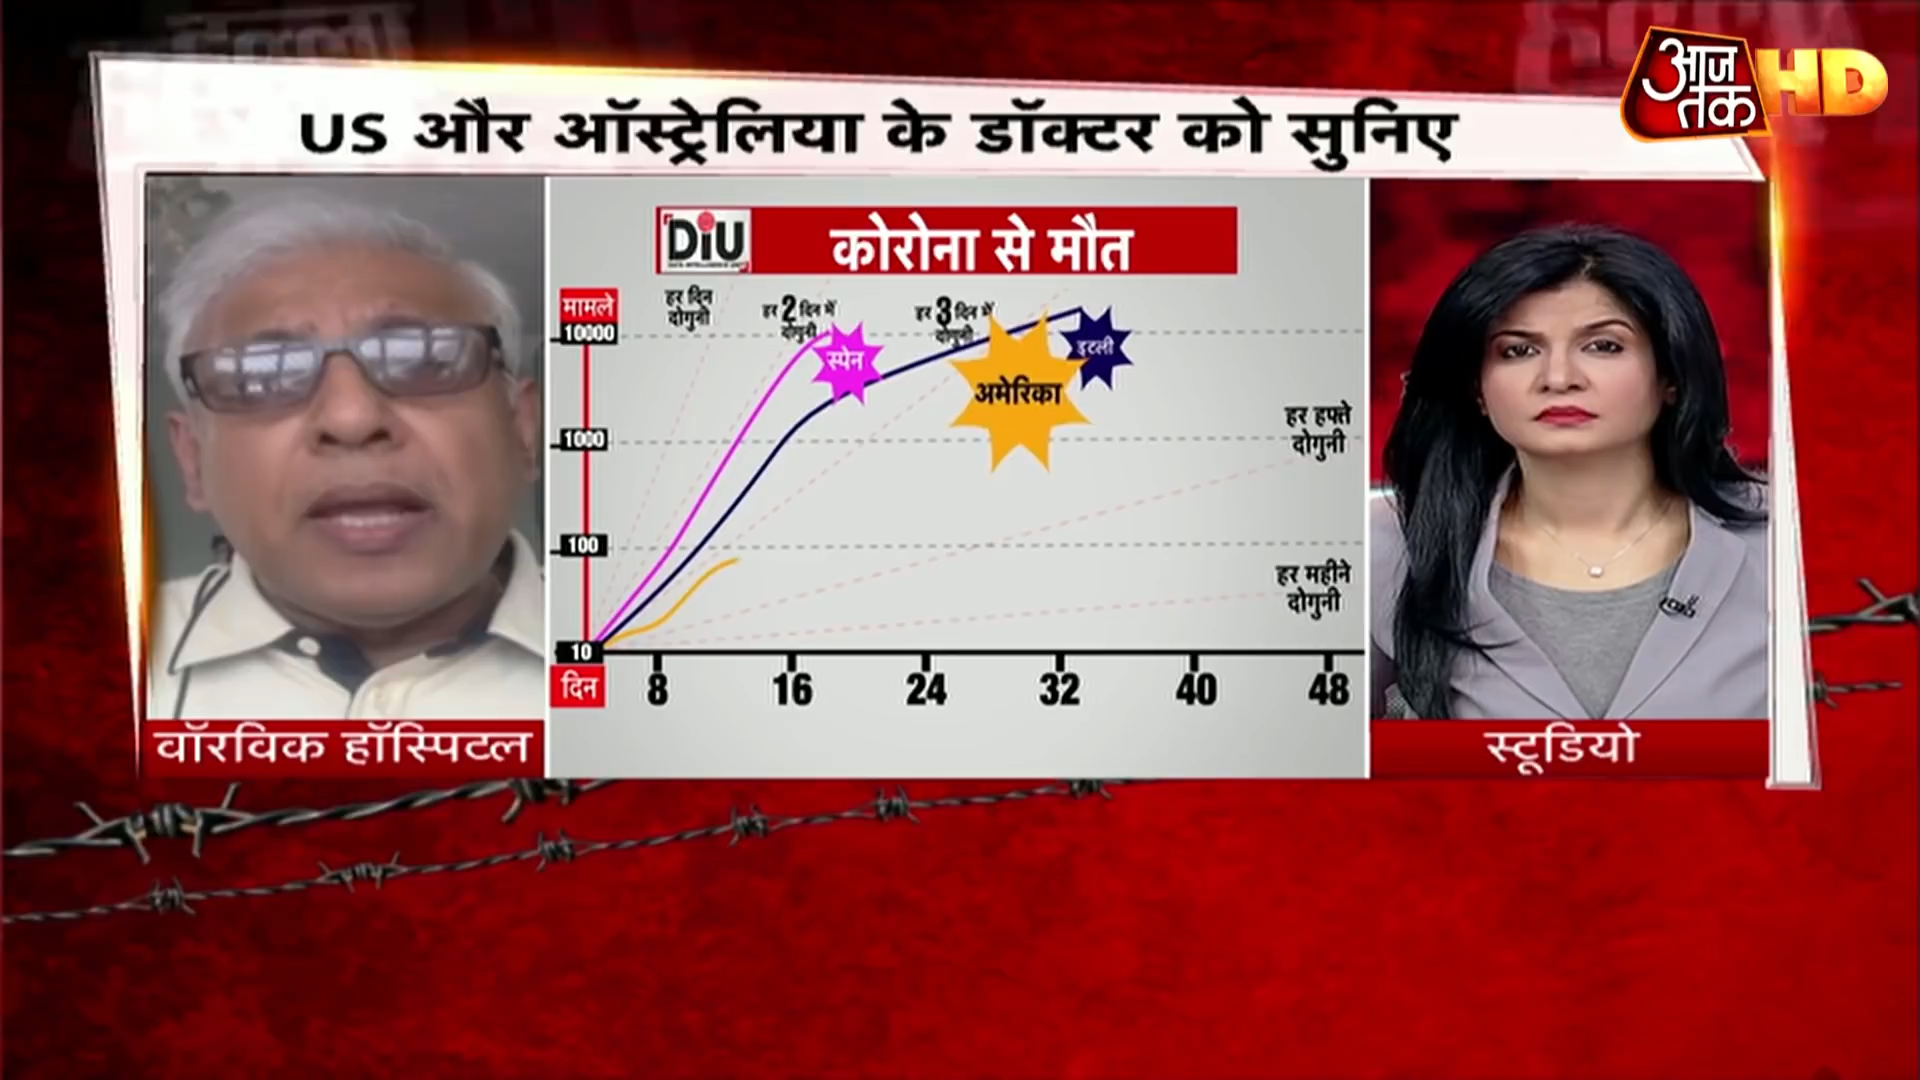 आज तक HD
US और ऑस्ट्रेलिया के डॉक्टर को सुनिए
DiU
कोरोना से मौत
मामले
हर दिन
दोगुनी
हर 2 दिन में
दोगुनी
हर 3 दिन में
दोगुनी
10000
स्पेन
इटली
अमेरिका
हर हफ्ते
दोगुनी
1000
100
हर महीने
दोगुनी
10
दिन 8 16 24 32 40 48
वॉरविक हॉस्पिटल
स्टूडियो